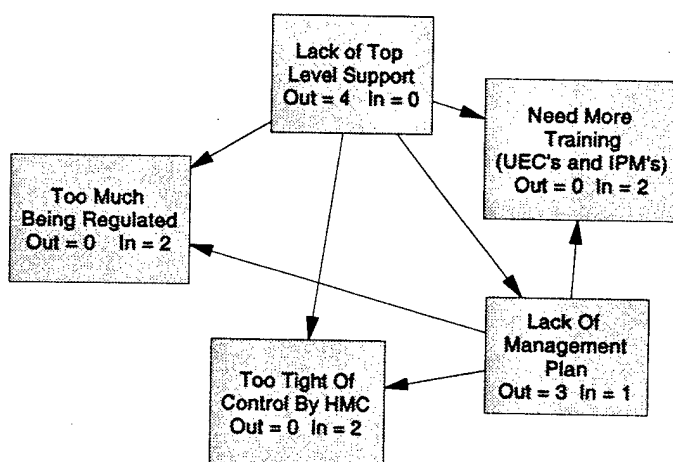 Lack of Top
Level Support
Out = 4 In = 0
Need More
Training
(UEC's and IPM's)
Out = 0 In = 2
Too Much
Being Regulated
Out = 0 In = 2
Lack Of
Management
Plan
Out = 3 In = 1
Too Tight Of
Control By HMC
Out = 0 In = 2